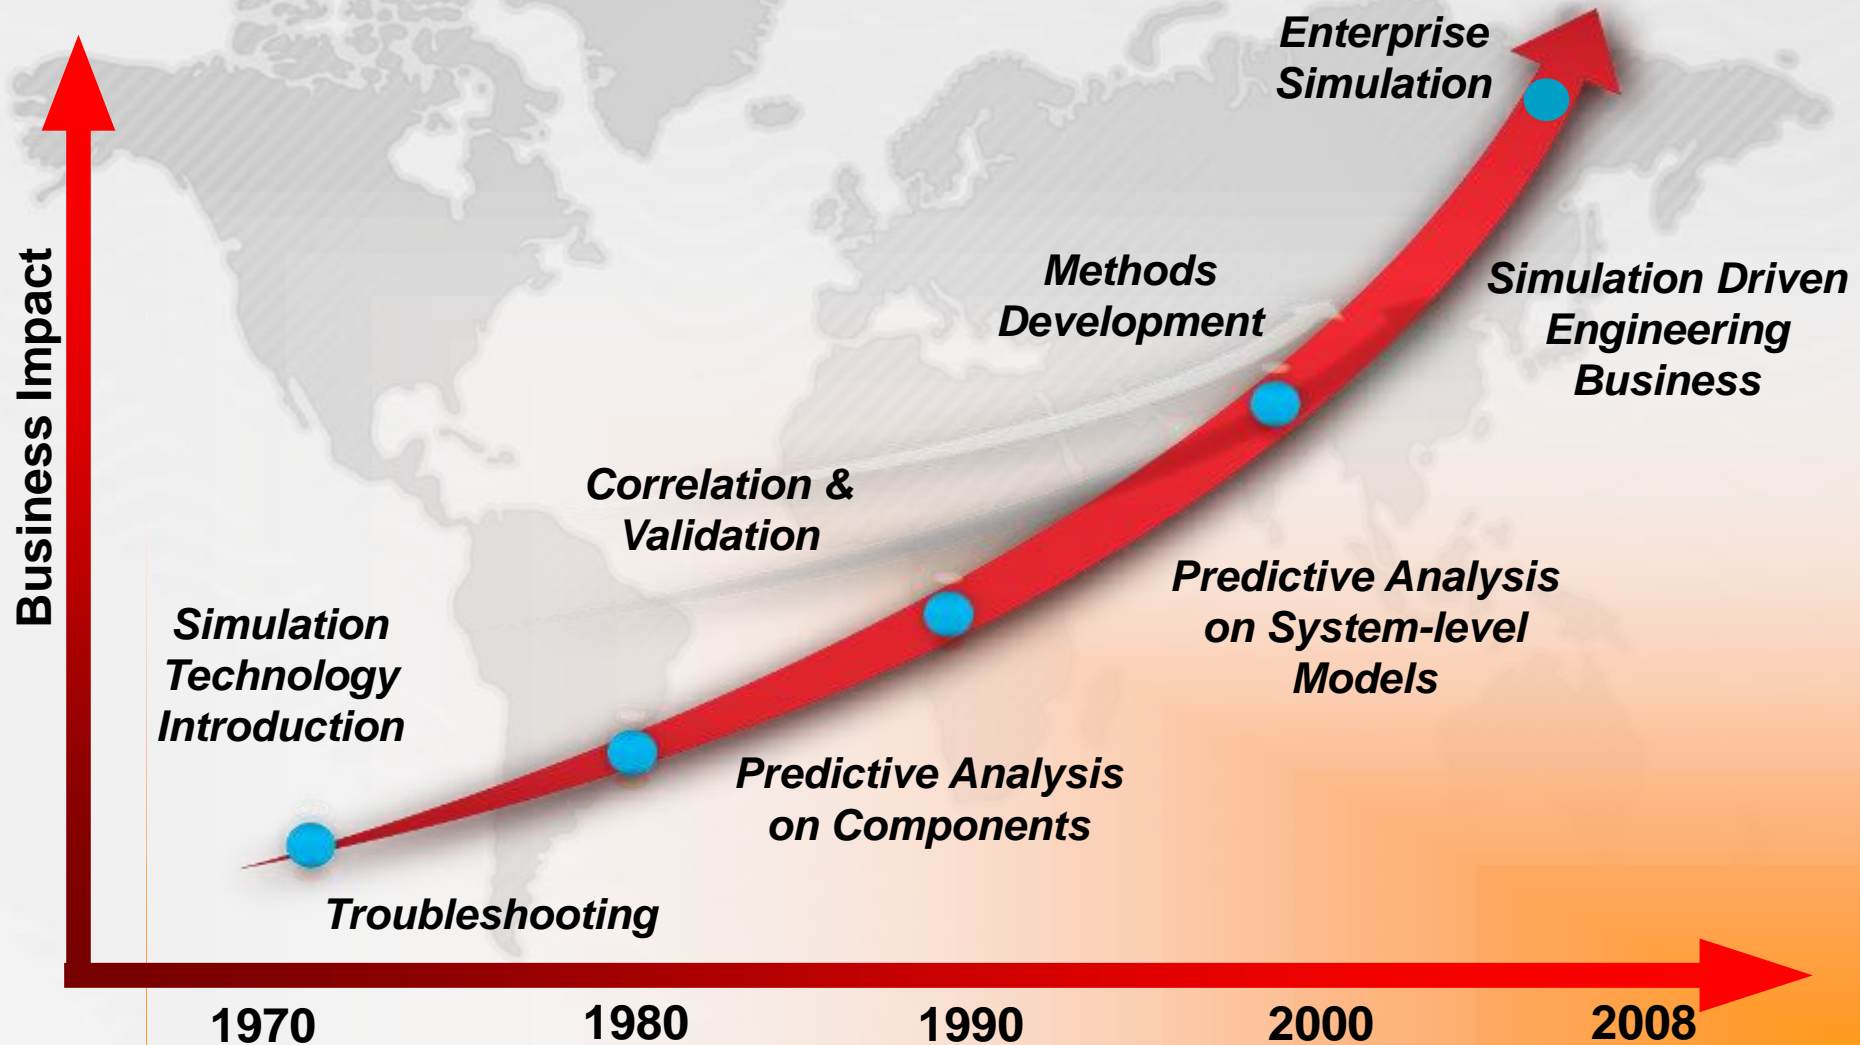 Enterprise
Simulation
Methods
Development
Simulation Driven
Engineering
Business
Correlation &
Validation
Predictive Analysis
on System-level
Models
Simulation
Technology
Introduction
Predictive Analysis
on Components
Troubleshooting
Business Impact
1970
1980
1990
2000
2008